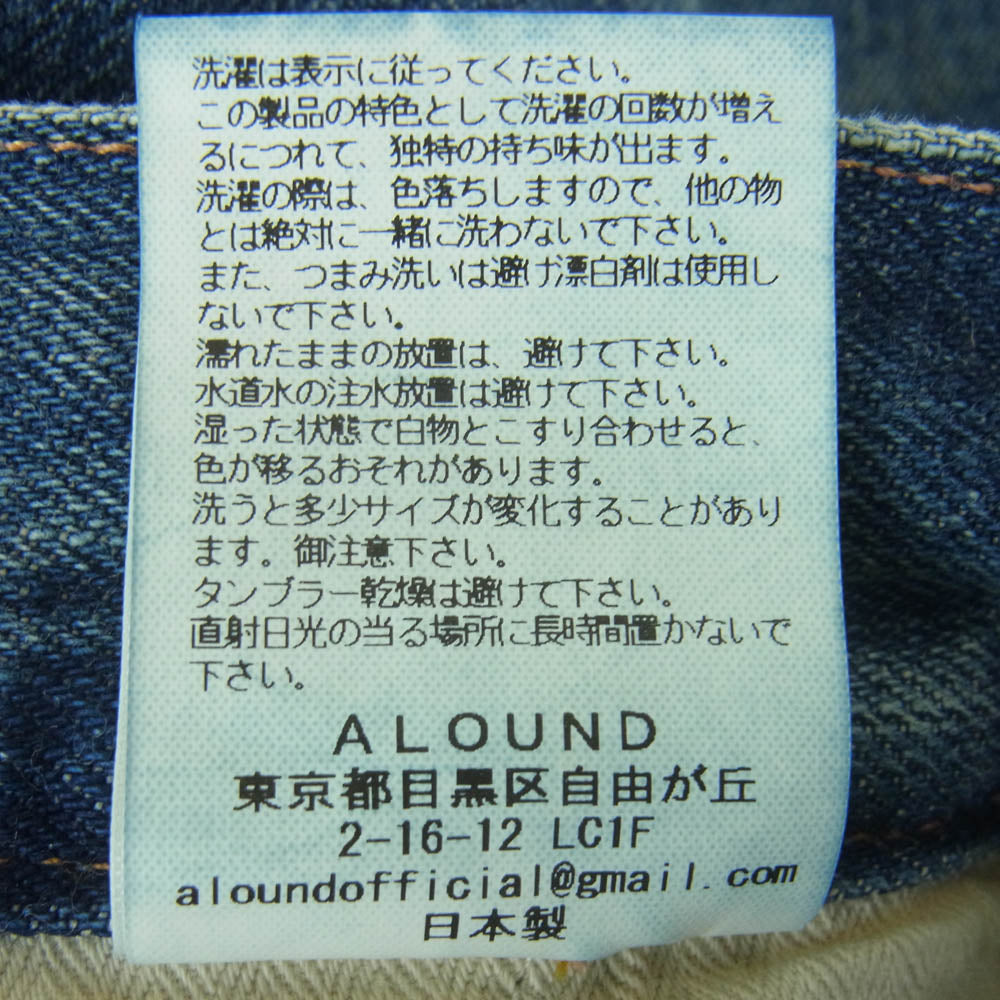 洗濯は表示に従ってください。
この製品の特色として洗濯の回数が増え
るにつれて、独特の持ち味が出ます。
洗濯の際は、色落ちしますので、他の物
とは絶対に一緒に洗わないで下さい。
また、つまみ洗いは避け漂白剤は使用し
ないで下さい。
濡れたままの放置は、避けて下さい。
水道水の注水放置は避けて下さい。
湿った状態で白物とこすり合わせると、
色が移るおそれがあります。
洗うと多少サイズが変化することがあり
ます。御注意下さい。
タンブラー乾燥は避けて下さい。
直射日光の当る場所に長時間置かないで
下さい。
ALOUND
東京都目黒区自由が丘
2-16-12 LC1F
aloundofficial@gmail.com
日本製